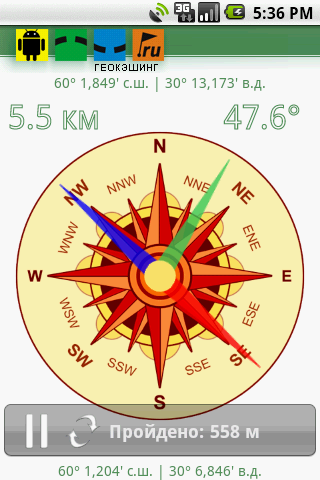 3G
5:36 PM
.ru
ГЕОКЭШИНГ
60° 1,849' с.ш. | 30° 13,173' в.д.
5.5 км
47.6°
N
NNW
NNE
NW
NE
WNW
ENE
W
E
WSW
ESE
SW
SE
SSW
SSE
S
Пройдено: 558 м
60° 1,204' с.ш. | 30° 6,846' в.д.